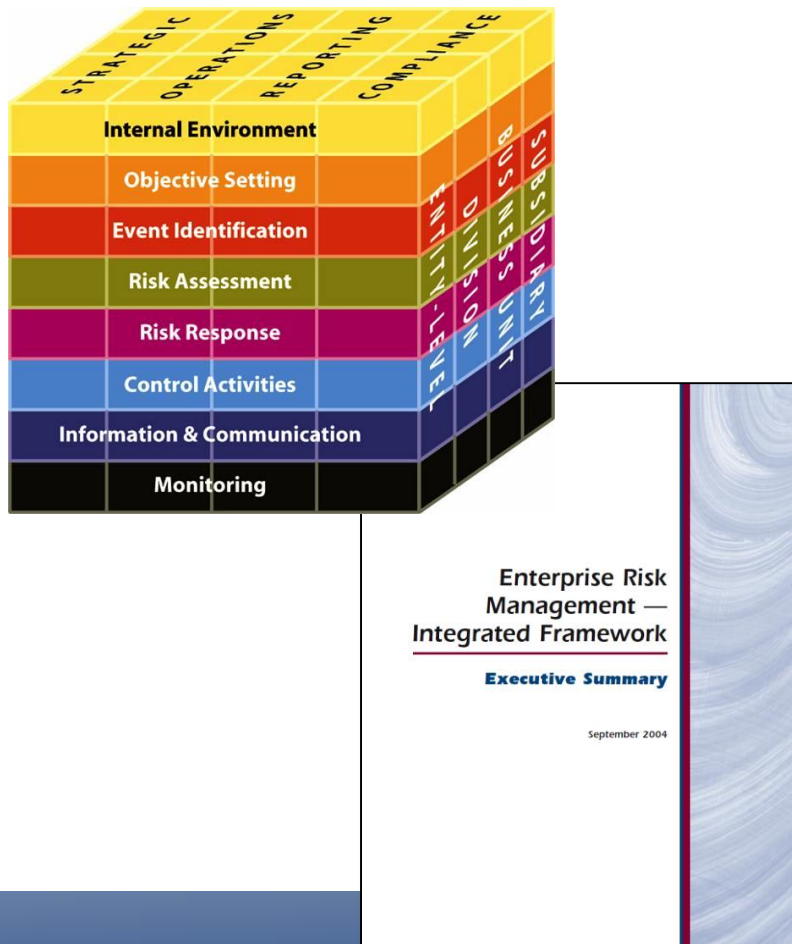 STRATEGIC
OPERATIONS
REPORTING
COMPLIANCE
Internal Environment
Objective Setting
Event Identification
Risk Assessment
Risk Response
Control Activities
Information & Communication
Monitoring
ENTITY-LEVEL
DIVISION
BUSINESS UNIT
SUBSIDIARY
Enterprise Risk
Management —
Integrated Framework
Executive Summary
September 2004